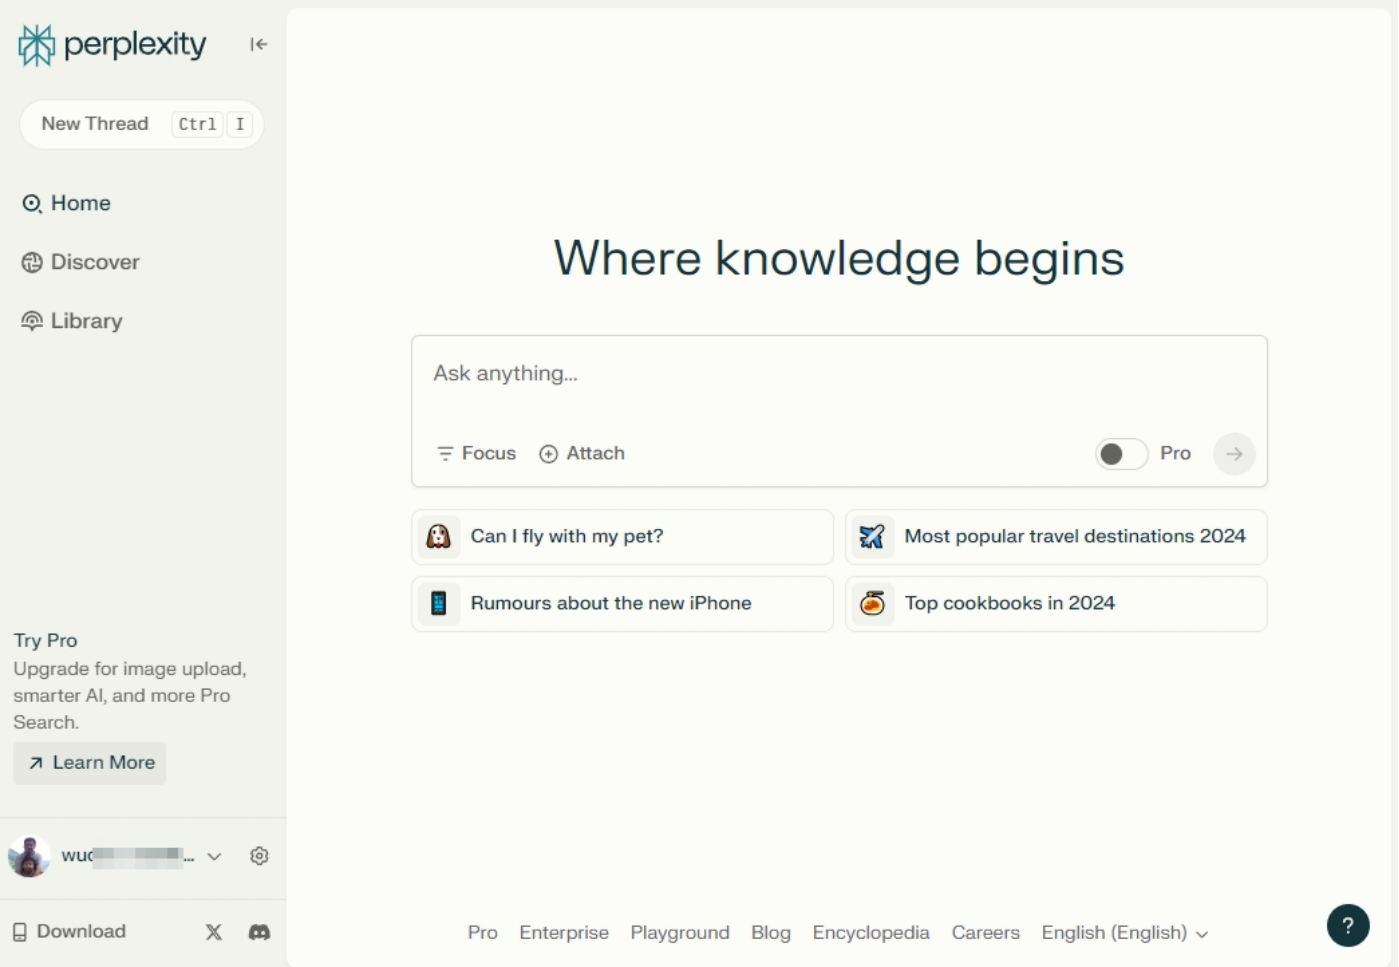 perplexity
New Thread Ctrl I
Home
Discover
Library
Try Pro
Upgrade for image upload,
smarter AI, and more Pro
Search.
Learn More
Download
Where knowledge begins
Ask anything...
Focus Attach Pro
Can I fly with my pet?
Most popular travel destinations 2024
Rumours about the new iPhone
Top cookbooks in 2024
Pro Enterprise Playground Blog Encyclopedia Careers English (English)
?